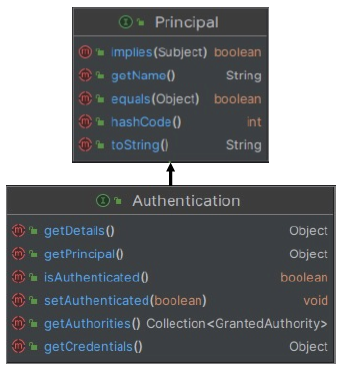 Principal
implies(Subject) boolean
getName() String
equals(Object) boolean
hashCode() int
toString() String
Authentication
getDetails() Object
getPrincipal() Object
isAuthenticated() boolean
setAuthenticated(boolean) void
getAuthorities() Collection<GrantedAuthority>
getCredentials() Object